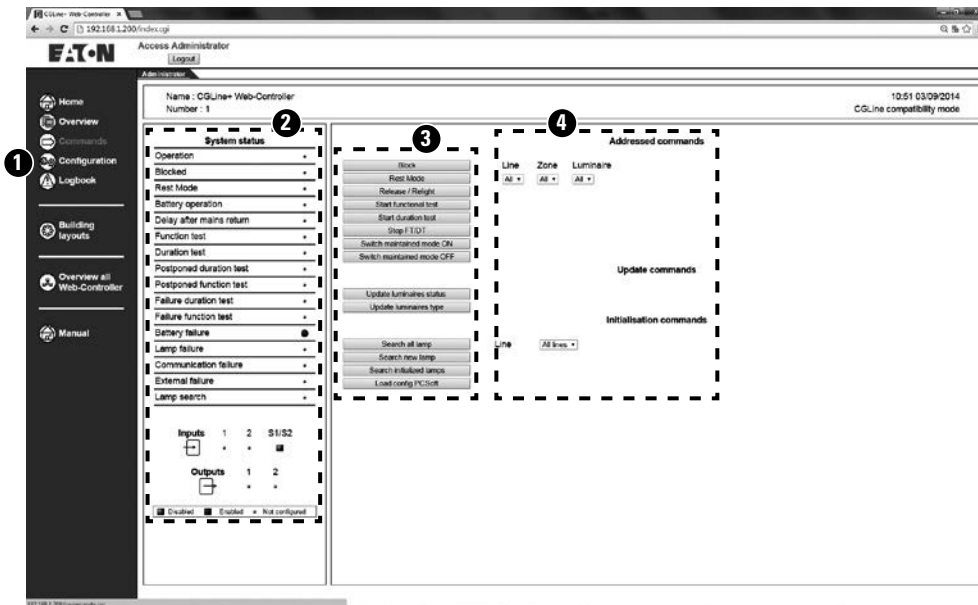 CGLine+ Web-Controller
192.168.1.200/index.cgi
EATON
Access Administrator
Logout
Administrator
Home
Overview
Commands
Configuration
Logbook
Building layouts
Overview all Web-Controller
Manual
1
Name : CGLine+ Web-Controller
Number : 1
10:51 03/09/2014
CGLine compatibility mode
2
System status
Operation
Blocked
Rest Mode
Battery operation
Delay after mains return
Function test
Duration test
Postponed duration test
Postponed function test
Failure duration test
Failure function test
Battery failure
Lamp failure
Communication failure
External failure
Lamp search
Inputs 1 2 S1/S2
Outputs 1 2
Disabled Enabled Not configured
3
Block
Rest Mode
Release / Relight
Start functional test
Start duration test
Stop FT/DT
Switch maintained mode ON
Switch maintained mode OFF
Update luminaires status
Update luminaires type
Search all lamp
Search new lamp
Search initialized lamps
Load config PCSoft
4
Addressed commands
Line Zone Luminaire
All All All
Update commands
Initialisation commands
Line All lines